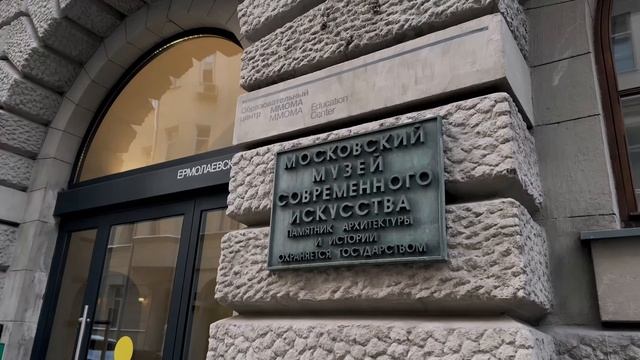 Образовательный
центр ММОМА
MMOMA Education
Center
ЕРМОЛАЕВСК
МОСКОВСКИЙ
МУЗЕЙ
СОВРЕМЕННОГО
ИСКУССТВА
ПАМЯТНИК АРХИТЕКТУРЫ
И ИСТОРИИ
ОХРАНЯЕТСЯ ГОСУДАРСТВОМ